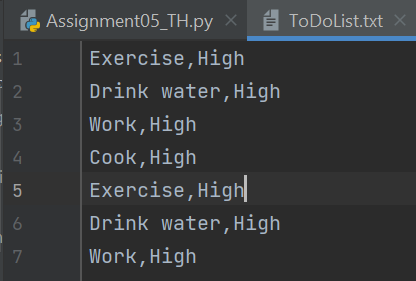 Assignment05_TH.py × ToDoList.txt ×
1 Exercise,High
2 Drink water,High
3 Work,High
4 Cook,High
5 Exercise,High
6 Drink water,High
7 Work,High